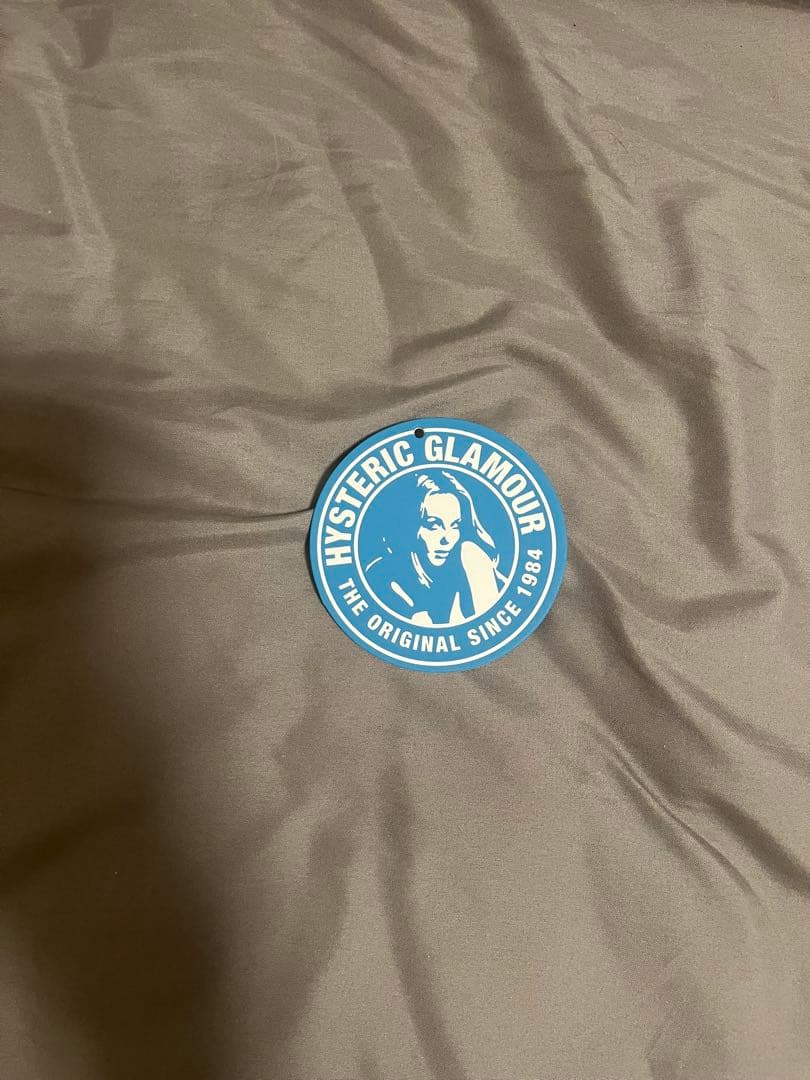 HYSTERIC GLAMOUR
THE ORIGINAL SINCE 1984